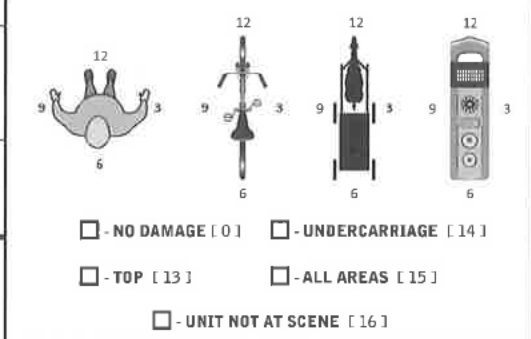 12 12 12 12
9 3 9 3 9 3 9 3
6 6 6 6
- NO DAMAGE [ 0 ] - UNDERCARRIAGE [ 14 ]
- TOP [ 13 ] - ALL AREAS [ 15 ]
- UNIT NOT AT SCENE [ 16 ]